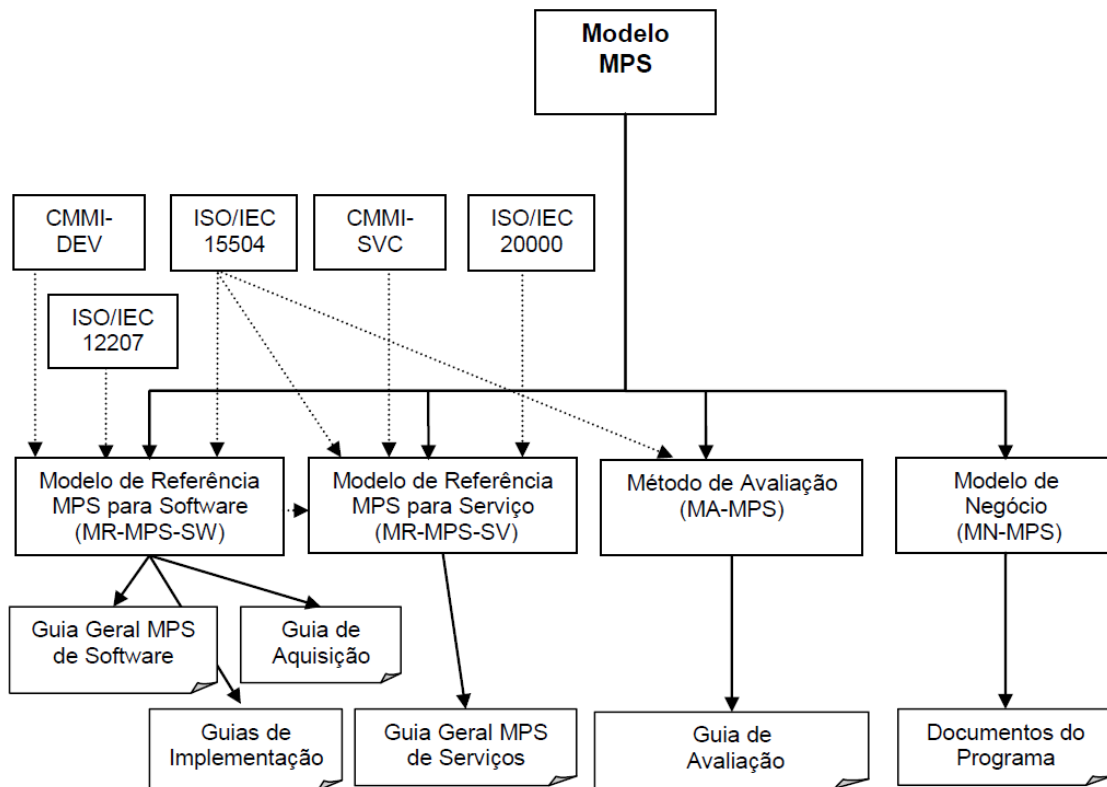 Modelo
MPS
CMMI-
DEV
ISO/IEC
15504
CMMI-
SVC
ISO/IEC
20000
ISO/IEC
12207
Modelo de Referência
MPS para Software
(MR-MPS-SW)
Modelo de Referência
MPS para Serviço
(MR-MPS-SV)
Método de Avaliação
(MA-MPS)
Modelo de
Negócio
(MN-MPS)
Guia Geral MPS
de Software
Guia de
Aquisição
Guias de
Implementação
Guia Geral MPS
de Serviços
Guia de
Avaliação
Documentos do
Programa